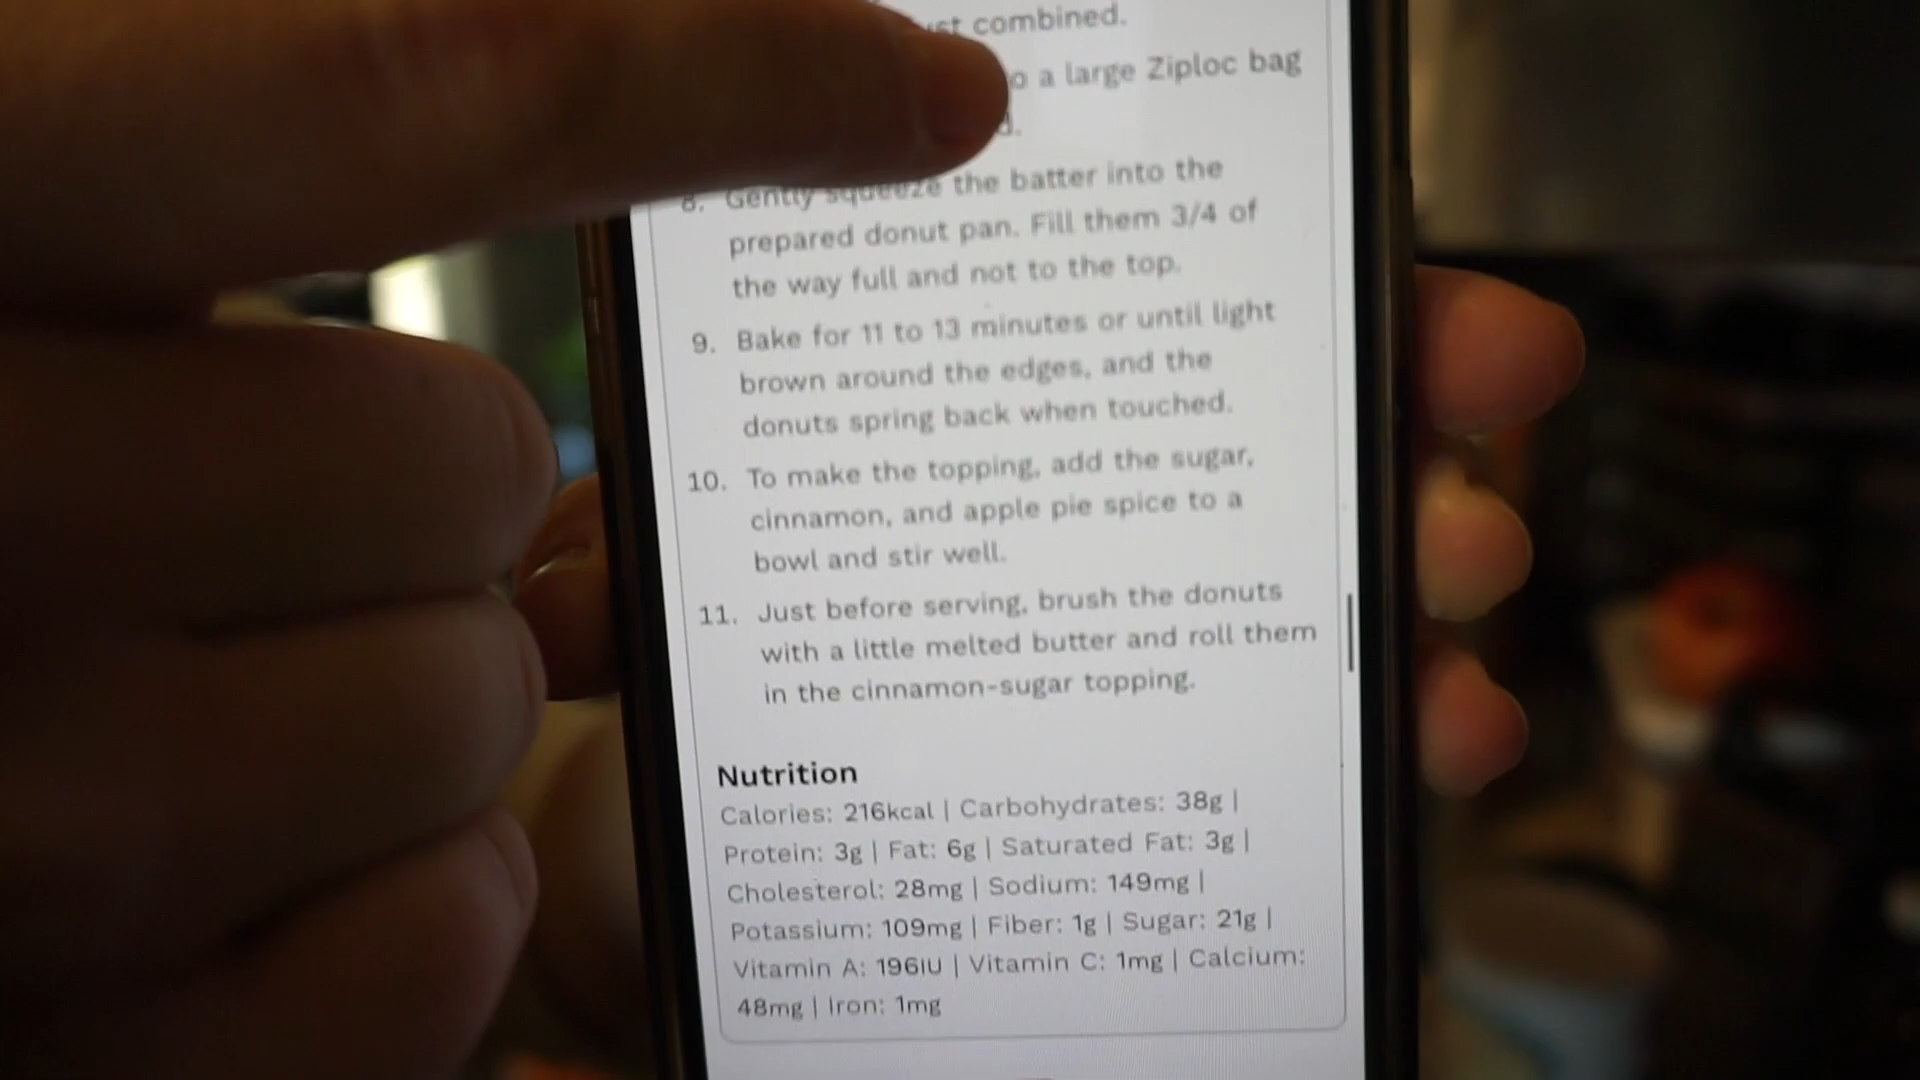 combined.
a large Ziploc bag
8. Gently squeeze the batter into the
prepared donut pan. Fill them 3/4 of
the way full and not to the top.
9. Bake for 11 to 13 minutes or until light
brown around the edges, and the
donuts spring back when touched.
10. To make the topping, add the sugar,
cinnamon, and apple pie spice to a
bowl and stir well.
11. Just before serving, brush the donuts
with a little melted butter and roll them
in the cinnamon-sugar topping.
Nutrition
Calories: 216kcal | Carbohydrates: 38g |
Protein: 3g | Fat: 6g | Saturated Fat: 3g |
Cholesterol: 28mg | Sodium: 149mg |
Potassium: 109mg | Fiber: 1g | Sugar: 21g |
Vitamin A: 196IU | Vitamin C: 1mg | Calcium:
48mg | Iron: 1mg